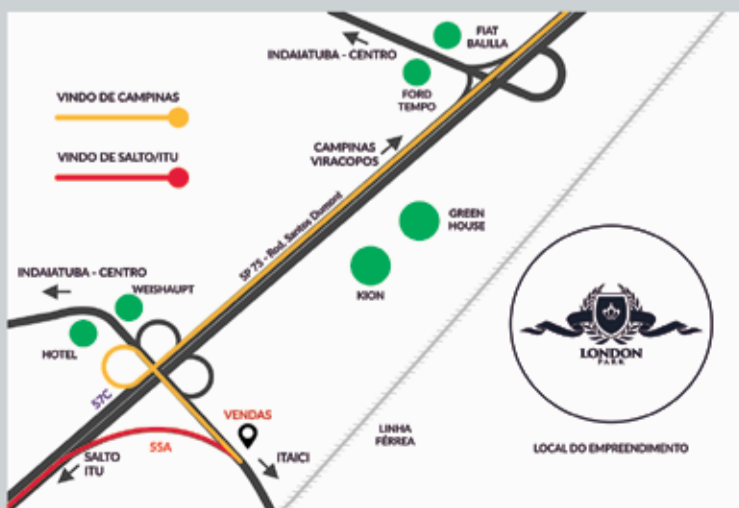 FIAT
BALILLA
INDAIATUBA - CENTRO
FORD
TEMPO
VINDO DE CAMPINAS
CAMPINAS
VIRACOPOS
VINDO DE SALTO/ITU
SP 75 - Rod. Santos Dumont
GREEN
HOUSE
KION
INDAIATUBA - CENTRO
WEISHAUPT
HOTEL
LONDON
PARK
57C
VENDAS
55A
SALTO
ITU
ITAICI
LINHA
FÉRREA
LOCAL DO EMPREENDIMENTO